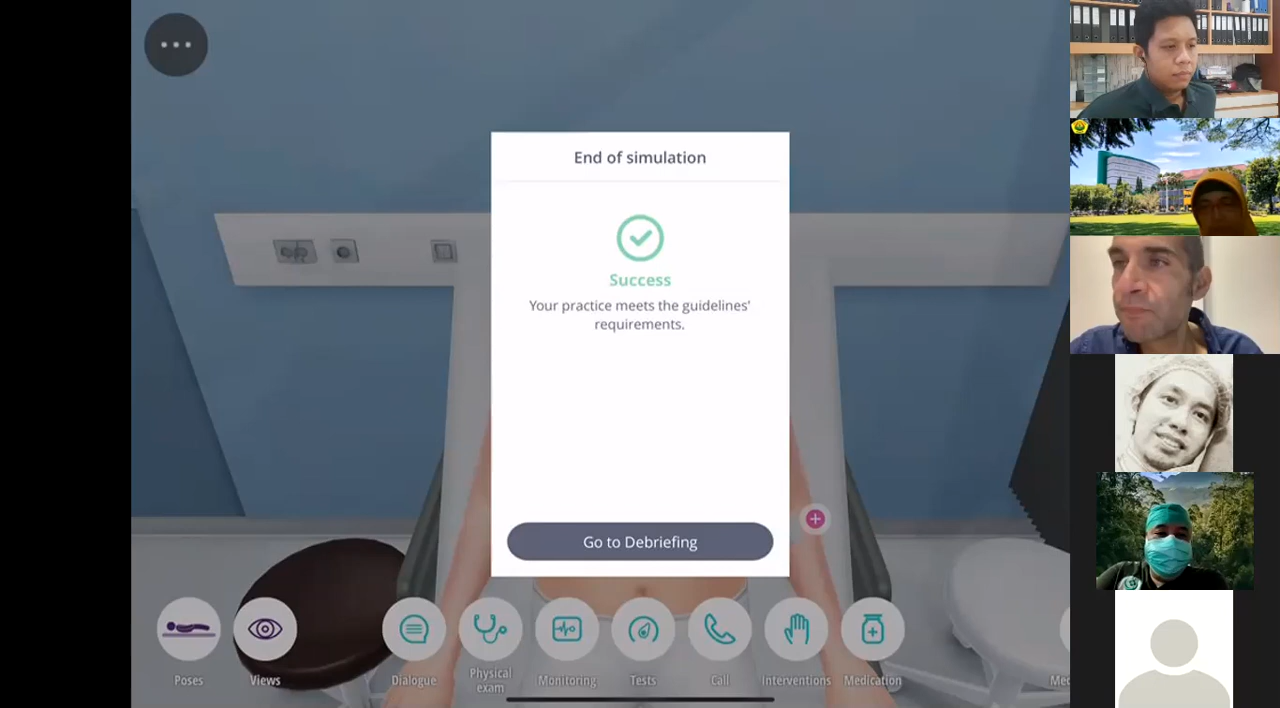 End of simulation
Success
Your practice meets the guidelines'
requirements.
Go to Debriefing
Poses
Views
Dialogue
Physical
exam
Monitoring
Tests
Call
Interventions
Medication
Mec